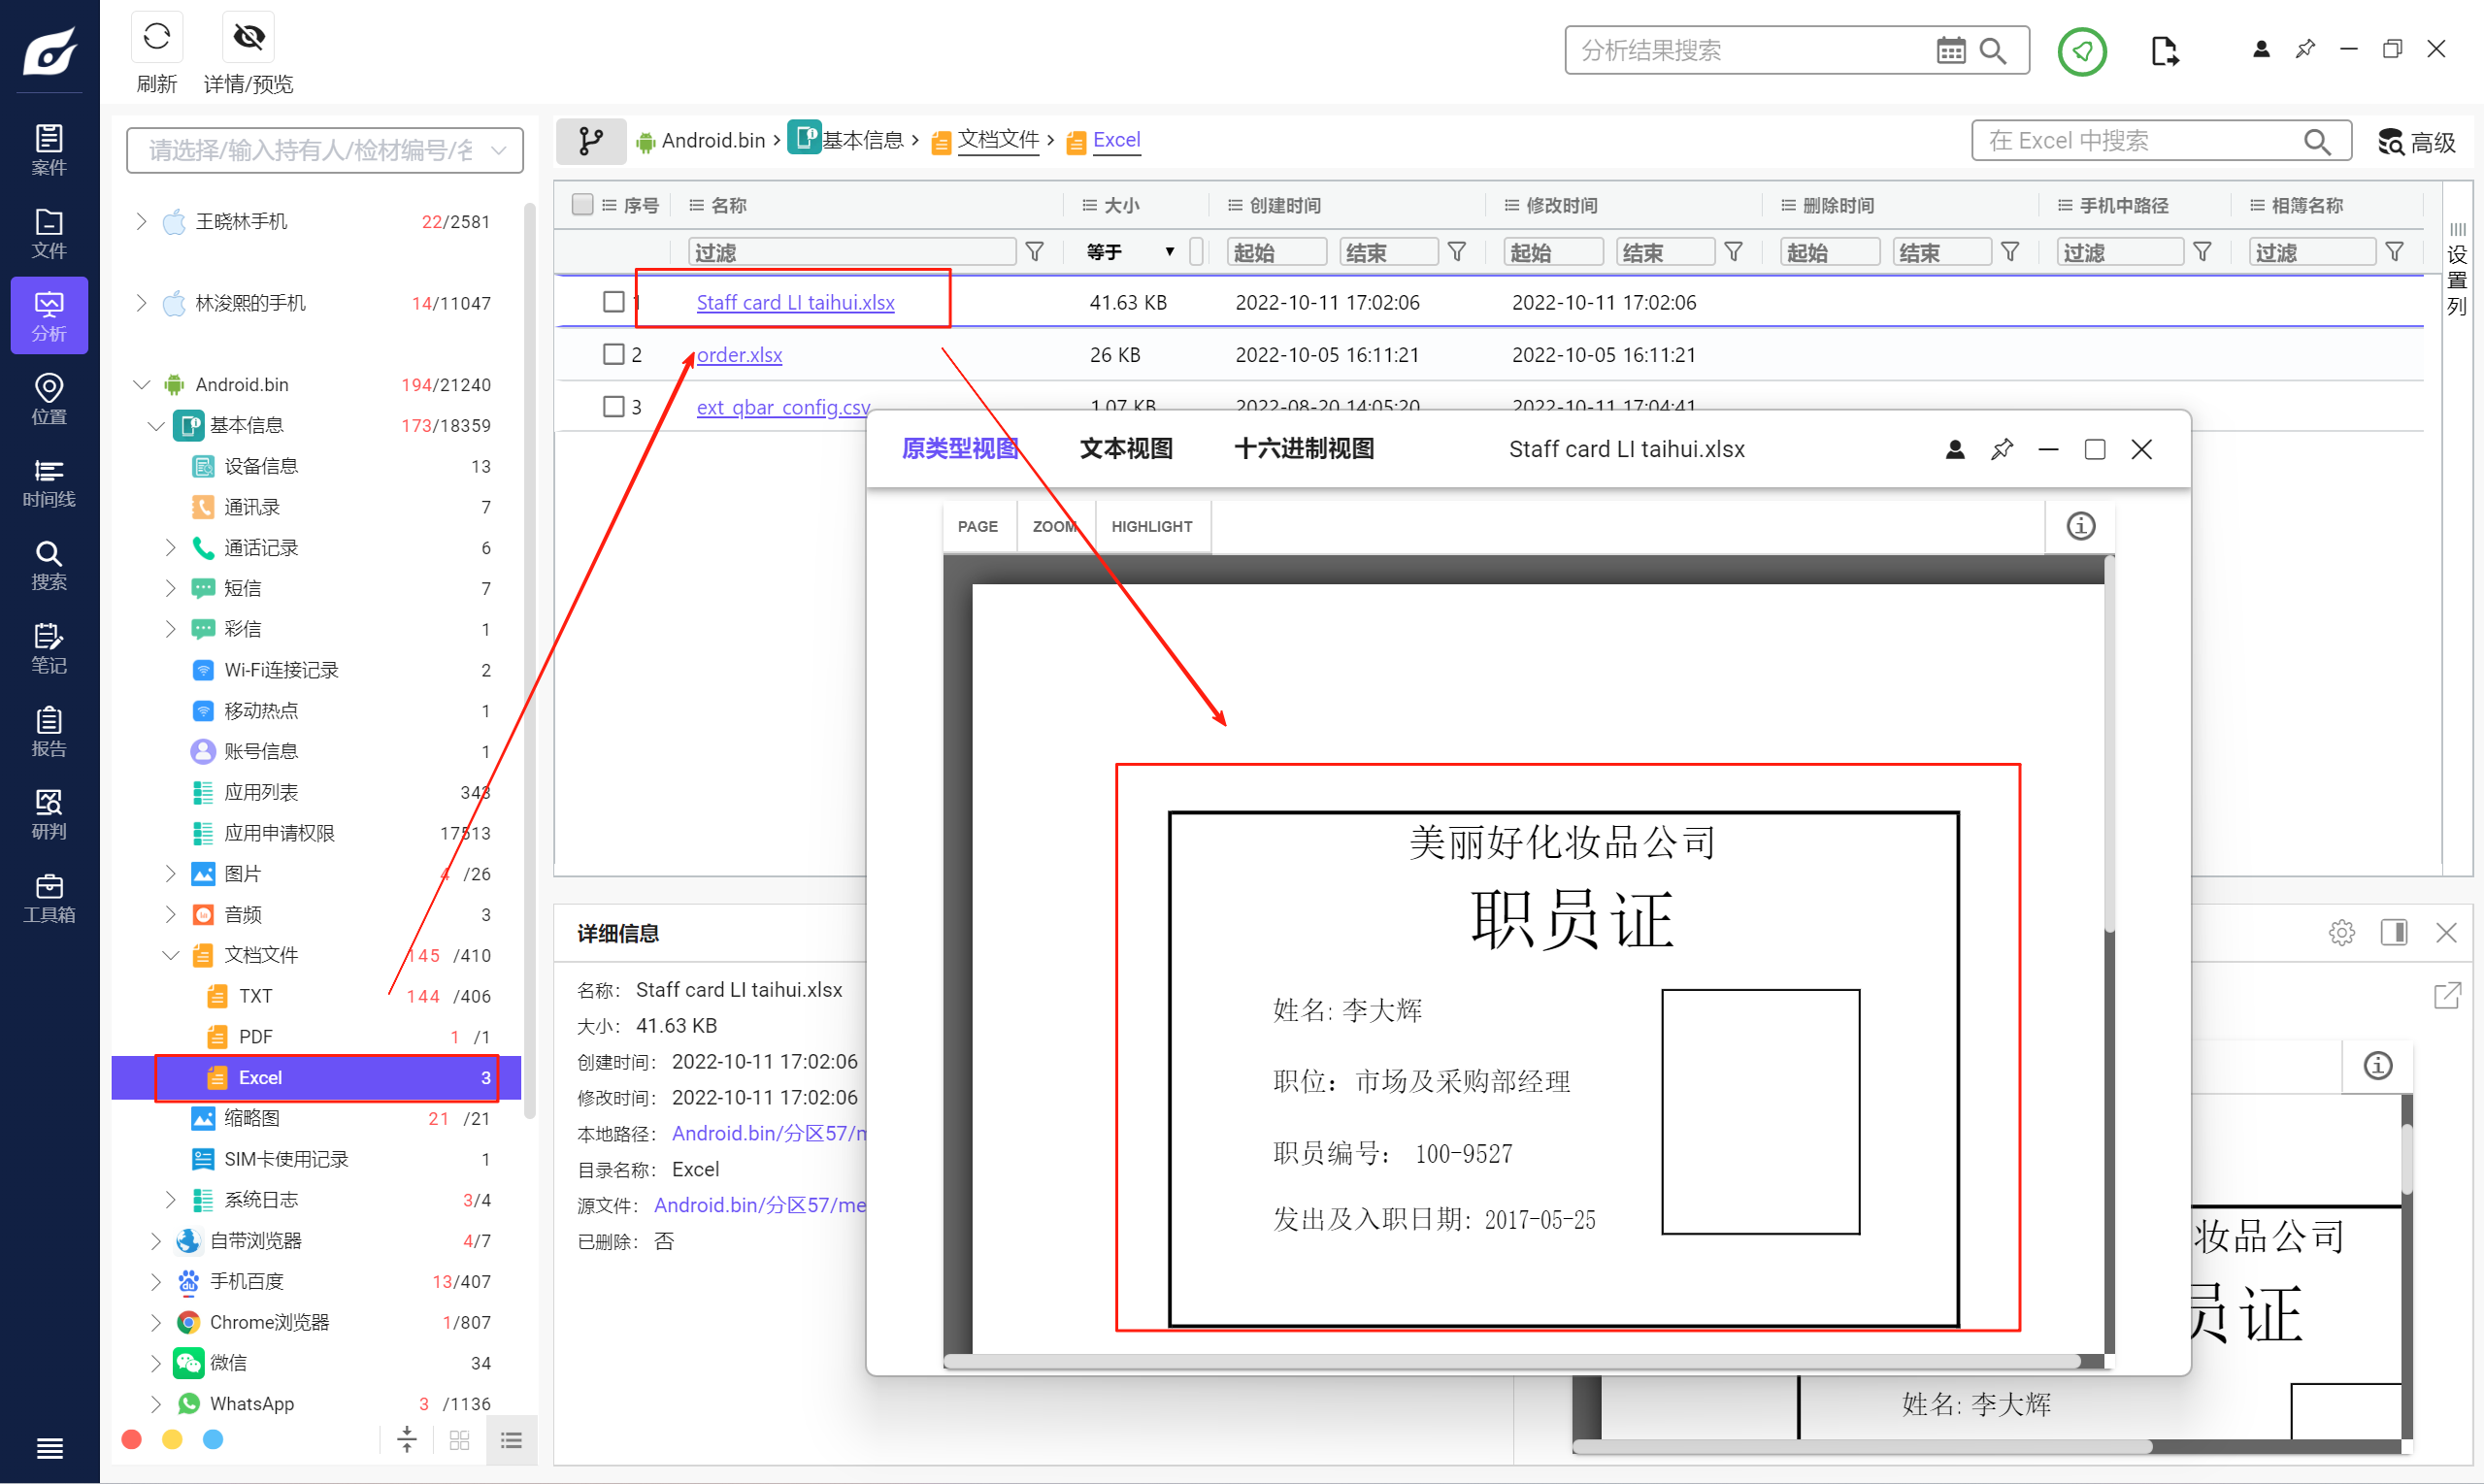 刷新
详情/预览
分析结果搜索
案件
文件
分析
位置
时间线
搜索
笔记
报告
研判
工具箱
请选择/输入持有人/检材编号/名
王晓林手机 22/2581
林浚熙的手机 14/11047
Android.bin 194/21240
基本信息 173/18359
设备信息 13
通讯录 7
通话记录 6
短信 7
彩信 1
Wi-Fi连接记录 2
移动热点 1
账号信息 1
应用列表 343
应用申请权限 17513
图片 4 /26
音频 3
文档文件 145 /410
TXT 144 /406
PDF 1 /1
Excel 3
缩略图 21 /21
SIM卡使用记录 1
系统日志 3/4
自带浏览器 4/7
手机百度 13/407
Chrome浏览器 1/807
微信 34
WhatsApp 3 /1136
Android.bin > 基本信息 > 文档文件 > Excel
在 Excel 中搜索
高级
序号 名称 大小 创建时间 修改时间 删除时间 手机中路径 相簿名称
过滤 等于 起始 结束 起始 结束 起始 结束 过滤 过滤
设置列
1 Staff card LI taihui.xlsx 41.63 KB 2022-10-11 17:02:06 2022-10-11 17:02:06
2 order.xlsx 26 KB 2022-10-05 16:11:21 2022-10-05 16:11:21
3 ext_qbar_config.csv 1.07 KB 2022-08-20 14:05:20 2022-10-11 17:04:41
原类型视图 文本视图 十六进制视图 Staff card LI taihui.xlsx
PAGE ZOOM HIGHLIGHT
美丽好化妆品公司
职员证
姓名: 李大辉
职位: 市场及采购部经理
职员编号: 100-9527
发出及入职日期: 2017-05-25
详细信息
名称: Staff card LI taihui.xlsx
大小: 41.63 KB
创建时间: 2022-10-11 17:02:06
修改时间: 2022-10-11 17:02:06
本地路径: Android.bin/分区57/m
目录名称: Excel
源文件: Android.bin/分区57/me
已删除: 否
妆品公司
员证
姓名: 李大辉